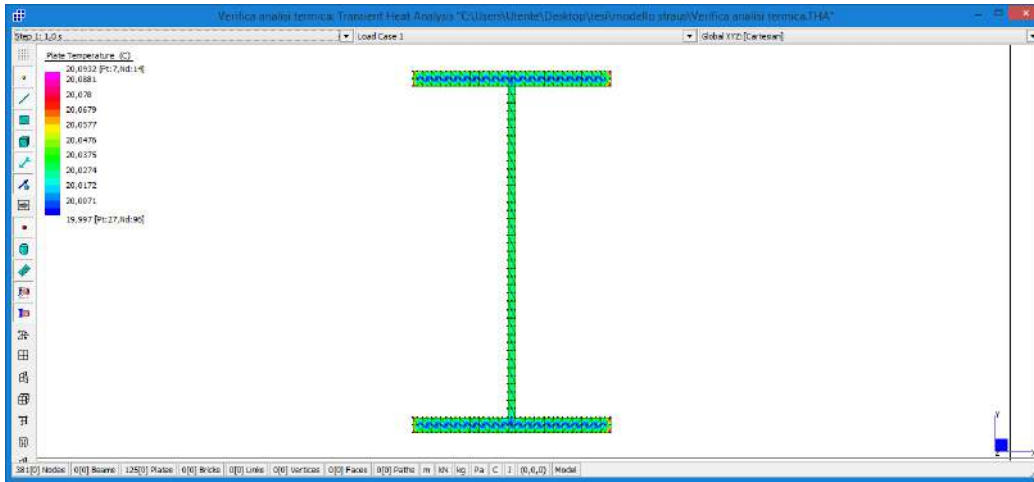 Verifica analisi termica: Transient Heat Analysis "C:\Users\Utente\Desktop\tesi\modello straus\Verifica analisi termica.THA"
Step 1: 1,0 s
Load Case 1
Global XYZ:[Cartesian]
Plate Temperature (C)
20,0932 [Pt:7,Nd:14]
20,0881
20,078
20,0679
20,0577
20,0476
20,0375
20,0274
20,0172
20,0071
19,997 [Pt:27,Nd:96]
Y
Z
X
381[0] Nodes 0[0] Beams 125[0] Plates 0[0] Bricks 0[0] Links 0[0] Vertices 0[0] Faces 0[0] Paths m kN kg Pa C J (0,0,0) Model